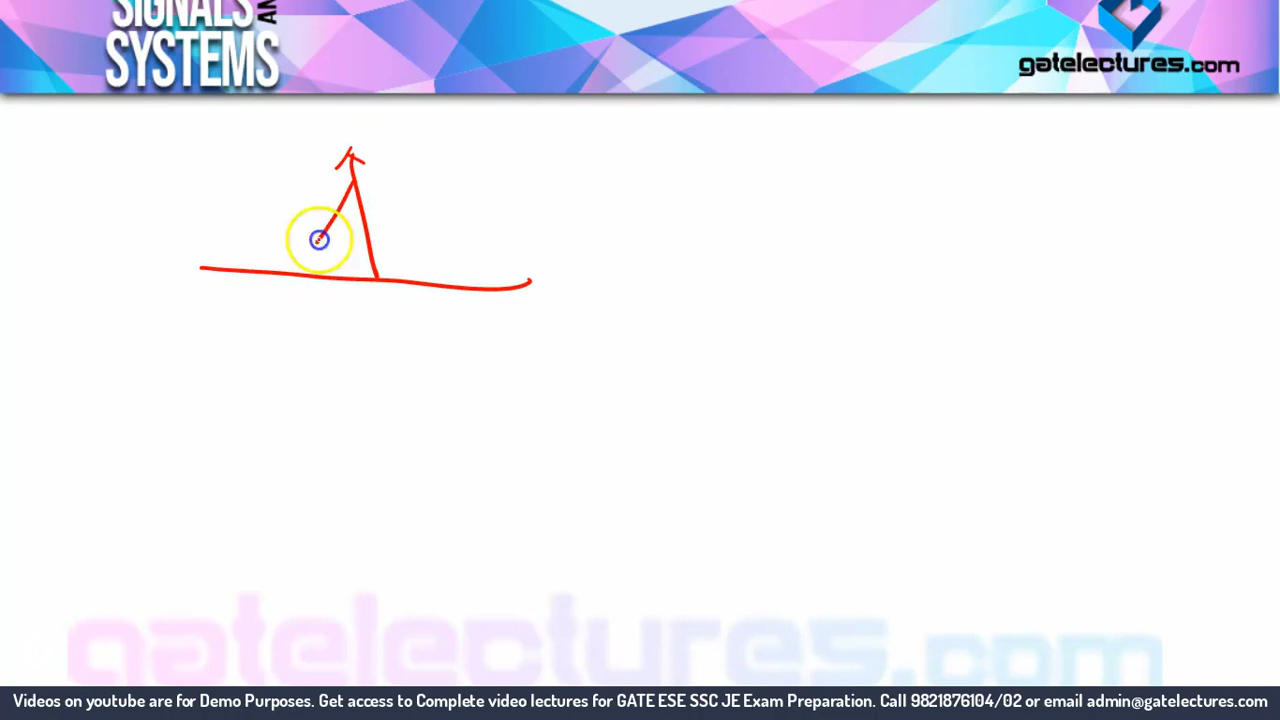 SIGNALS AND
SYSTEMS
gatelectures.com
gatelectures.com
Videos on youtube are for Demo Purposes. Get access to Complete video lectures for GATE ESE SSC JE Exam Preparation. Call 9821876104/02 or email admin@gatelectures.com